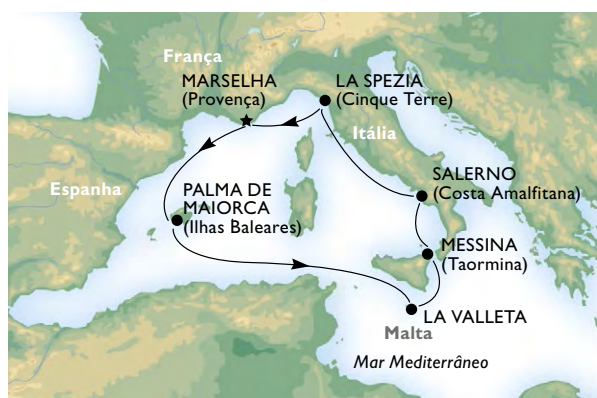 França
MARSELHA
(Provença)
LA SPEZIA
(Cinque Terre)
Itália
Espanha
PALMA DE
MAIORCA
(Ilhas Baleares)
SALERNO
(Costa Amalfitana)
MESSINA
(Taormina)
LA VALLETA
Malta
Mar Mediterrâneo